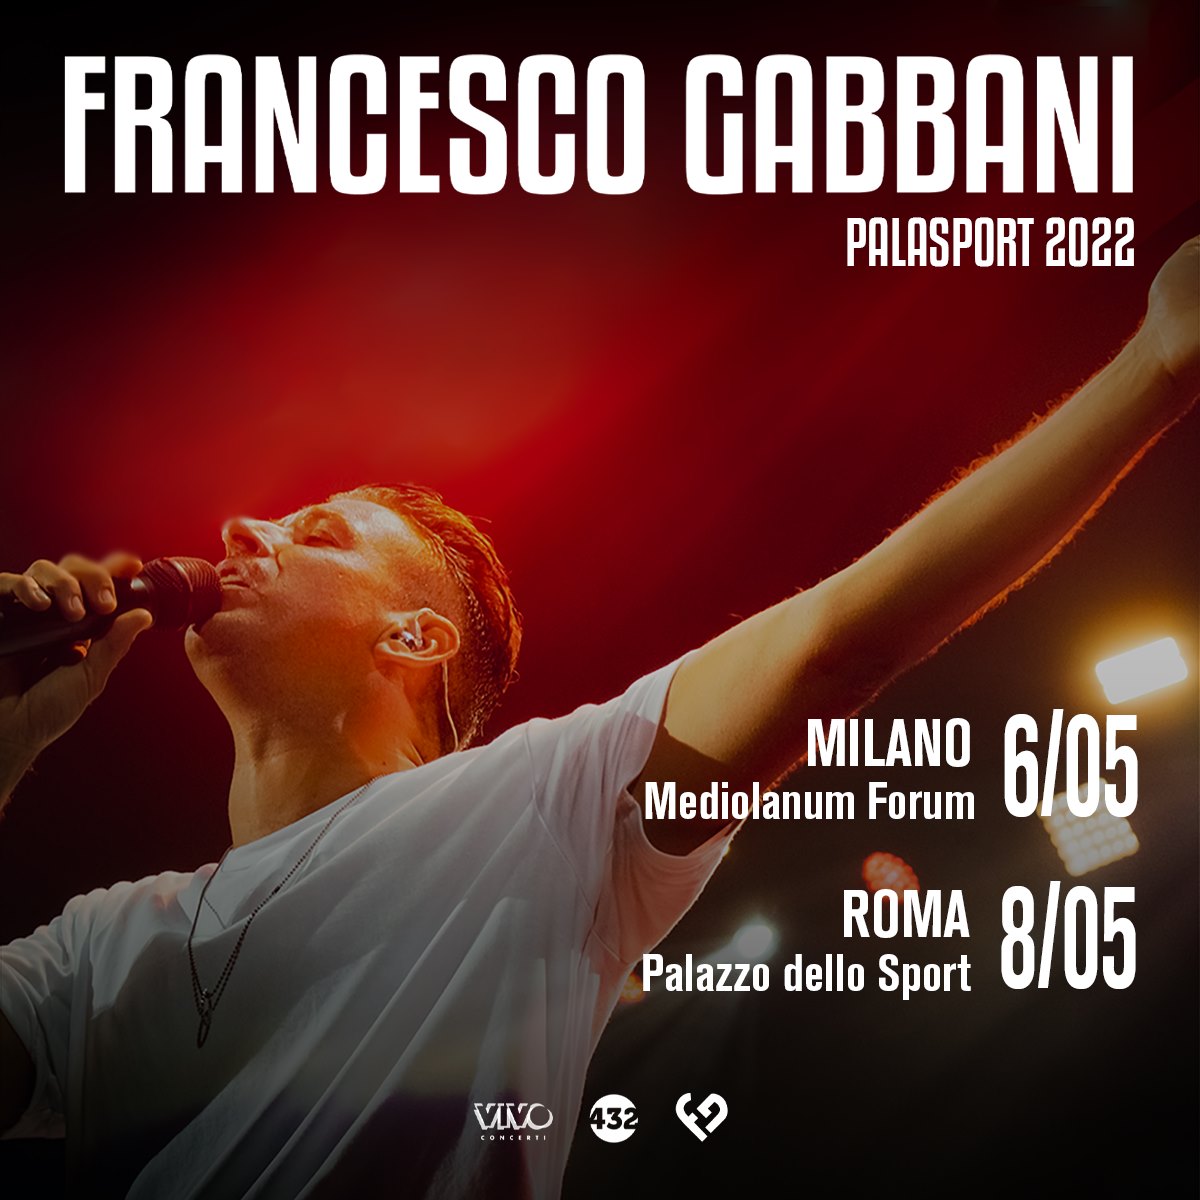 FRANCESCO GABBANI
PALASPORT 2022
MILANO 6/05
Mediolanum Forum
ROMA 8/05
Palazzo dello Sport
VIVO
CONCERTI
432